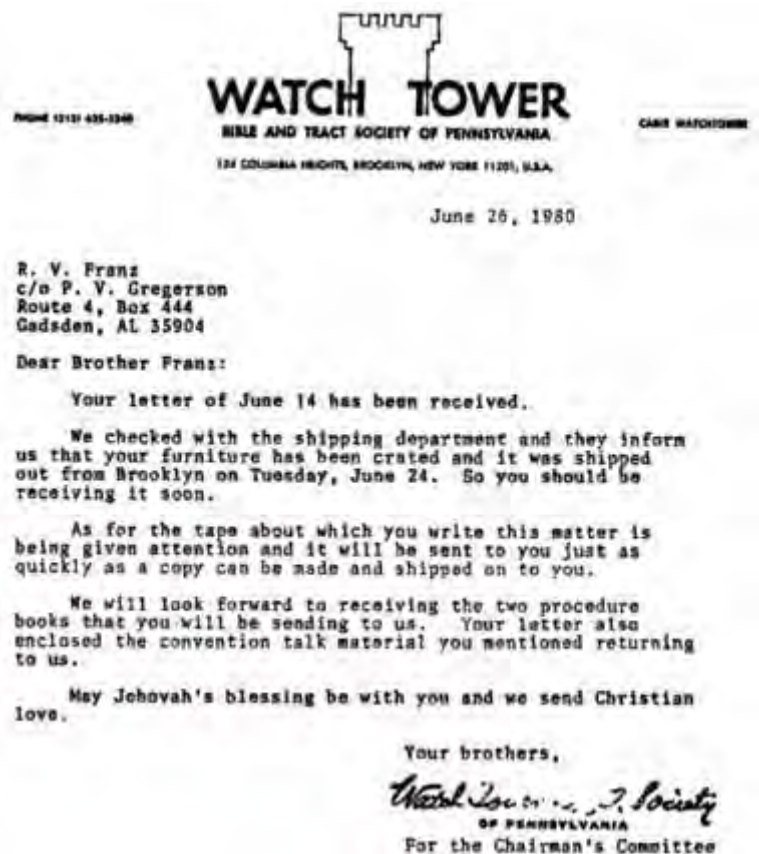 WATCH TOWER
BIBLE AND TRACT SOCIETY OF PENNSYLVANIA
PHONE (212) 625-1240
CABLE WATCHTOWER
124 COLUMBIA HEIGHTS, BROOKLYN, NEW YORK 11201, U.S.A.
June 26, 1980
R. V. Franz
c/o P. V. Gregerson
Route 4, Box 444
Gadsden, AL 35904
Dear Brother Franz:
Your letter of June 14 has been received.
We checked with the shipping department and they inform
us that your furniture has been crated and it was shipped
out from Brooklyn on Tuesday, June 24. So you should be
receiving it soon.
As for the tape about which you write this matter is
being given attention and it will be sent to you just as
quickly as a copy can be made and shipped on to you.
We will look forward to receiving the two procedure
books that you will be sending to us. Your letter also
enclosed the convention talk material you mentioned returning
to us.
May Jehovah's blessing be with you and we send Christian
love.
Your brothers,
Watch Society
OF PENNSYLVANIA
For the Chairman's Committee